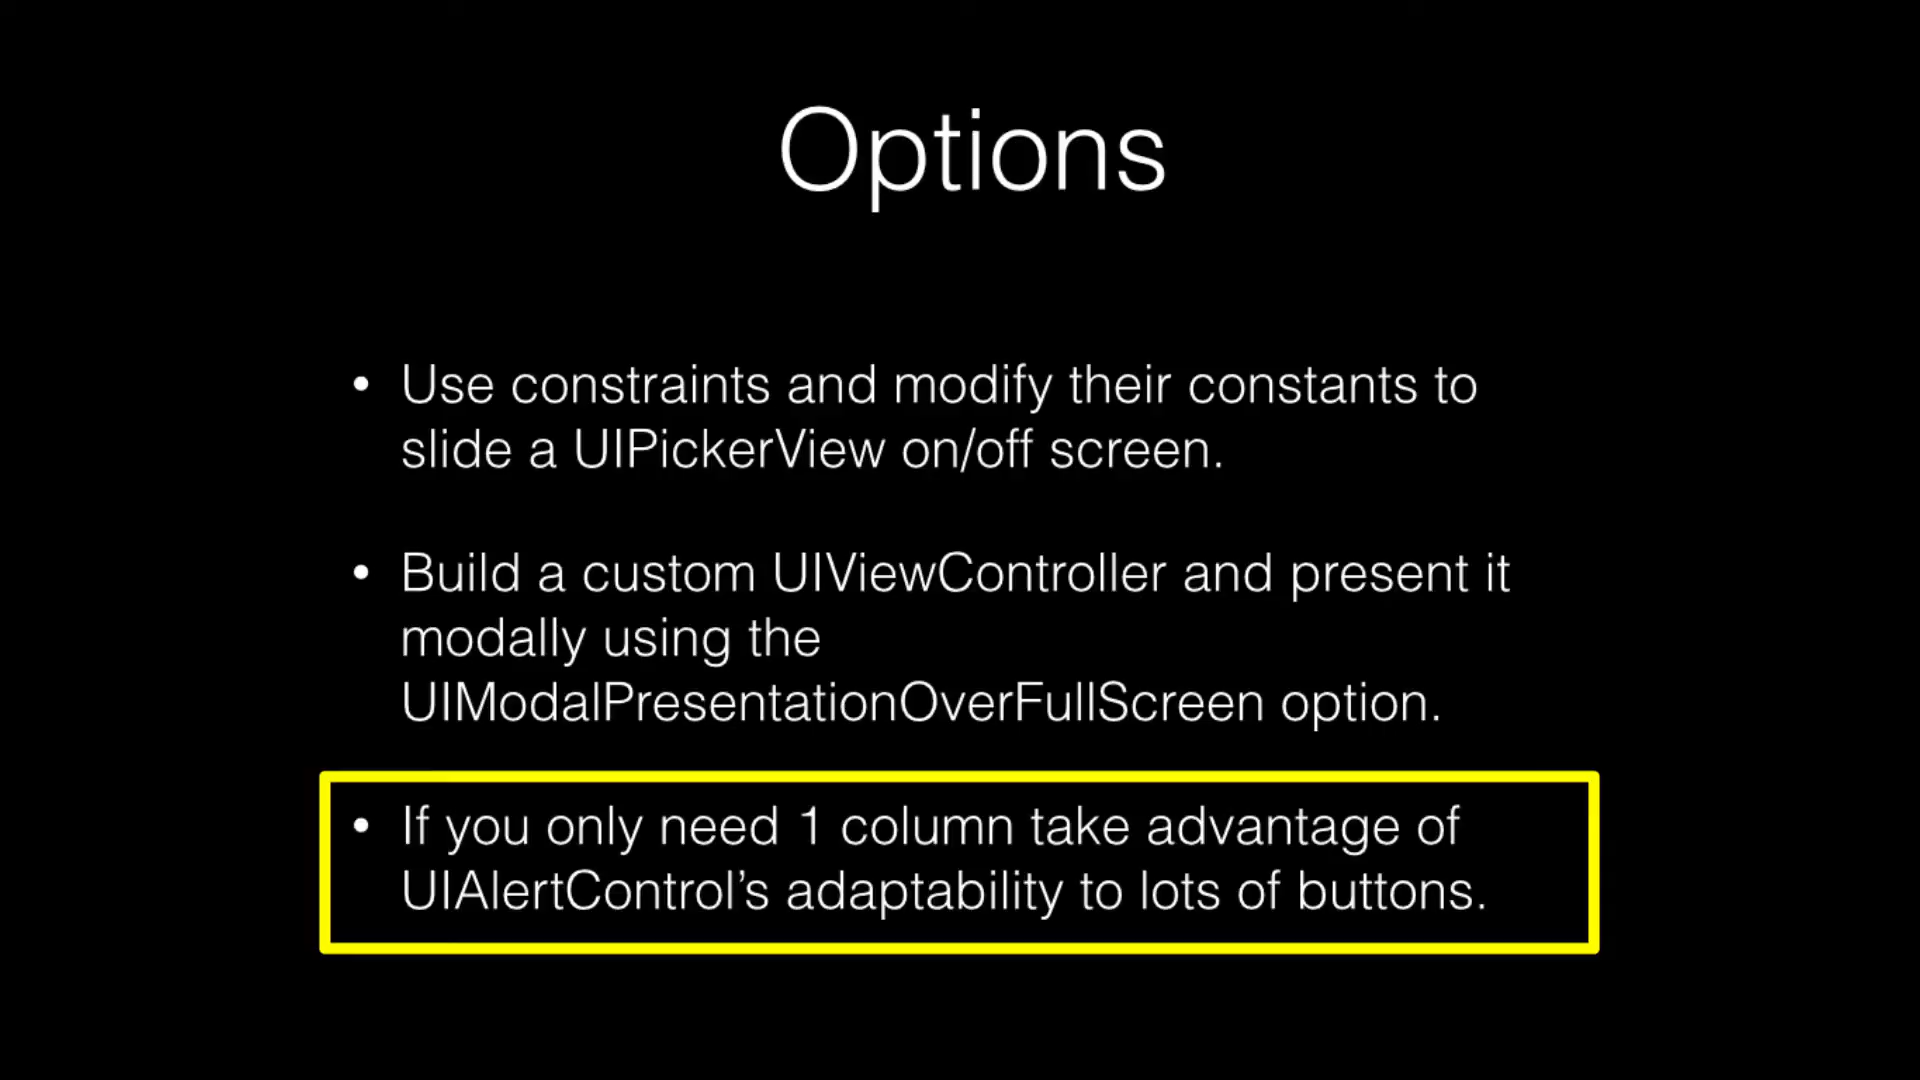 Options
• Use constraints and modify their constants to
slide a UIPickerView on/off screen.
• Build a custom UIViewController and present it
modally using the
UIModalPresentationOverFullScreen option.
• If you only need 1 column take advantage of
UIAlertControl’s adaptability to lots of buttons.